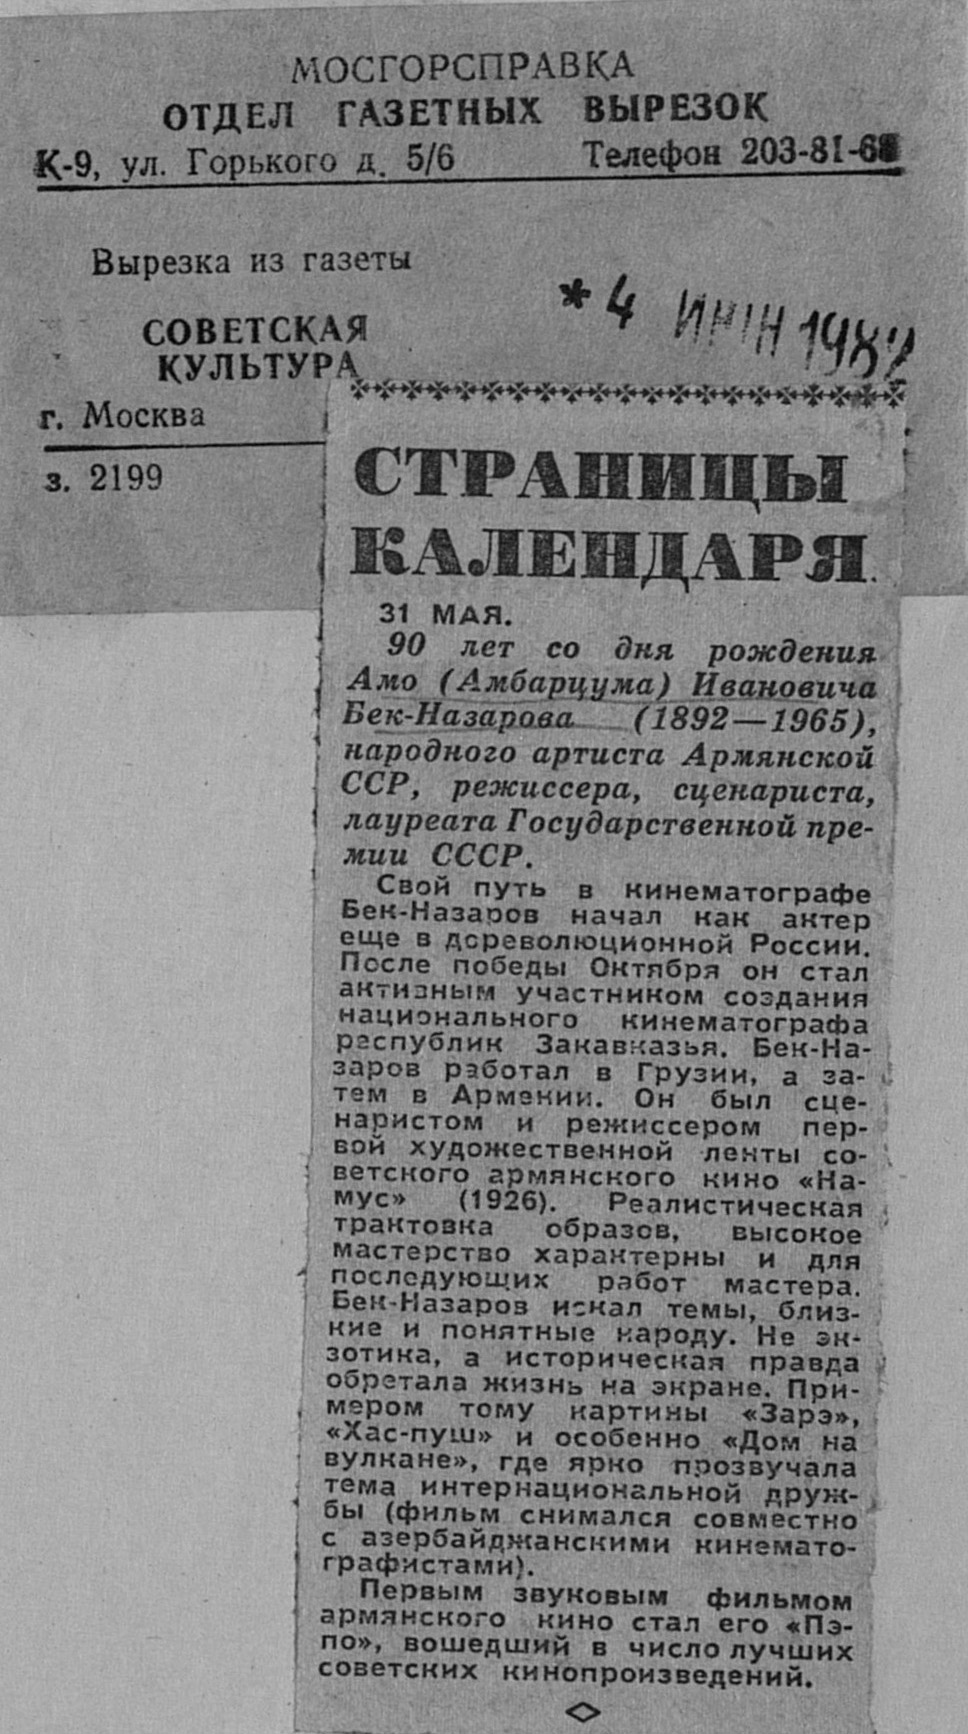 МОСГОРСПРАВКА
ОТДЕЛ ГАЗЕТНЫХ ВЫРЕЗОК
К-9, ул. Горького д. 5/6 Телефон 203-81-6
Вырезка из газеты
* 4 ИЮН 1982
СОВЕТСКАЯ
КУЛЬТУРА
г. Москва
з. 2199
СТРАНИЦЫ
КАЛЕНДАРЯ
31 МАЯ.
90 лет со дня рождения
Амо (Амбарцума) Ивановича
Бек-Назарова (1892—1965),
народного артиста Армянской
ССР, режиссера, сценариста,
лауреата Государственной пре-
мии СССР.
Свой путь в кинематографе
Бек-Назаров начал как актер
еще в дореволюционной России.
После победы Октября он стал
активным участником создания
национального кинематографа
республик Закавказья. Бек-На-
заров работал в Грузии, а за-
тем в Армении. Он был сце-
наристом и режиссером пер-
вой художественной ленты со-
ветского армянского кино «На-
мус» (1926). Реалистическая
трактовка образов, высокое
мастерство характерны и для
последующих работ мастера.
Бек-Назаров искал темы, близ-
кие и понятные народу. Не эк-
зотика, а историческая правда
обретала жизнь на экране. При-
мером тому картины «Зарэ»,
«Хас-пуш» и особенно «Дом на
вулкане», где ярко прозвучала
тема интернациональной друж-
бы (фильм снимался совместно
с азербайджанскими кинемато-
графистами).
Первым звуковым фильмом
армянского кино стал его «Пэ-
по», вошедший в число лучших
советских кинопроизведений.